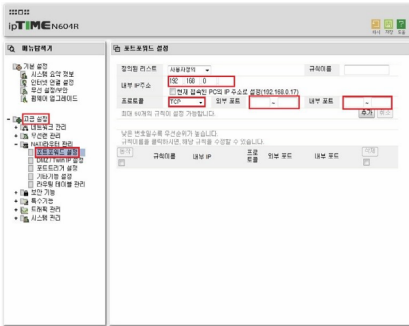 ipTIME N604R
메뉴탐색기
포트포워드 설정
기본 설정
시스템 요약 정보
인터넷 연결 설정
무선 설정/보안
펌웨어 업그레이드
고급 설정
네트워크 관리
무선랜 관리
NAT/라우터 관리
포트포워드 설정
DMZ / Twin IP 설정
포트트리거 설정
기타기능 설정
라우팅 테이블 관리
보안 기능
특수기능
트래픽 관리
시스템 관리
정의된 리스트 사용자정의 규칙이름
내부 IP주소 192 168 0
현재 접속된 PC의 IP 주소로 설정(192.168.0.17)
프로토콜 TCP 외부 포트 ~ 내부 포트 ~
최대 60개의 규칙이 설정 가능합니다. 추가 취소
낮은 번호일수록 우선순위가 높습니다.
규칙이름을 클릭하시면, 해당 규칙을 수정할 수 있습니다.
규칙이름 내부 IP 프로토콜 외부 포트 내부 포트 삭제